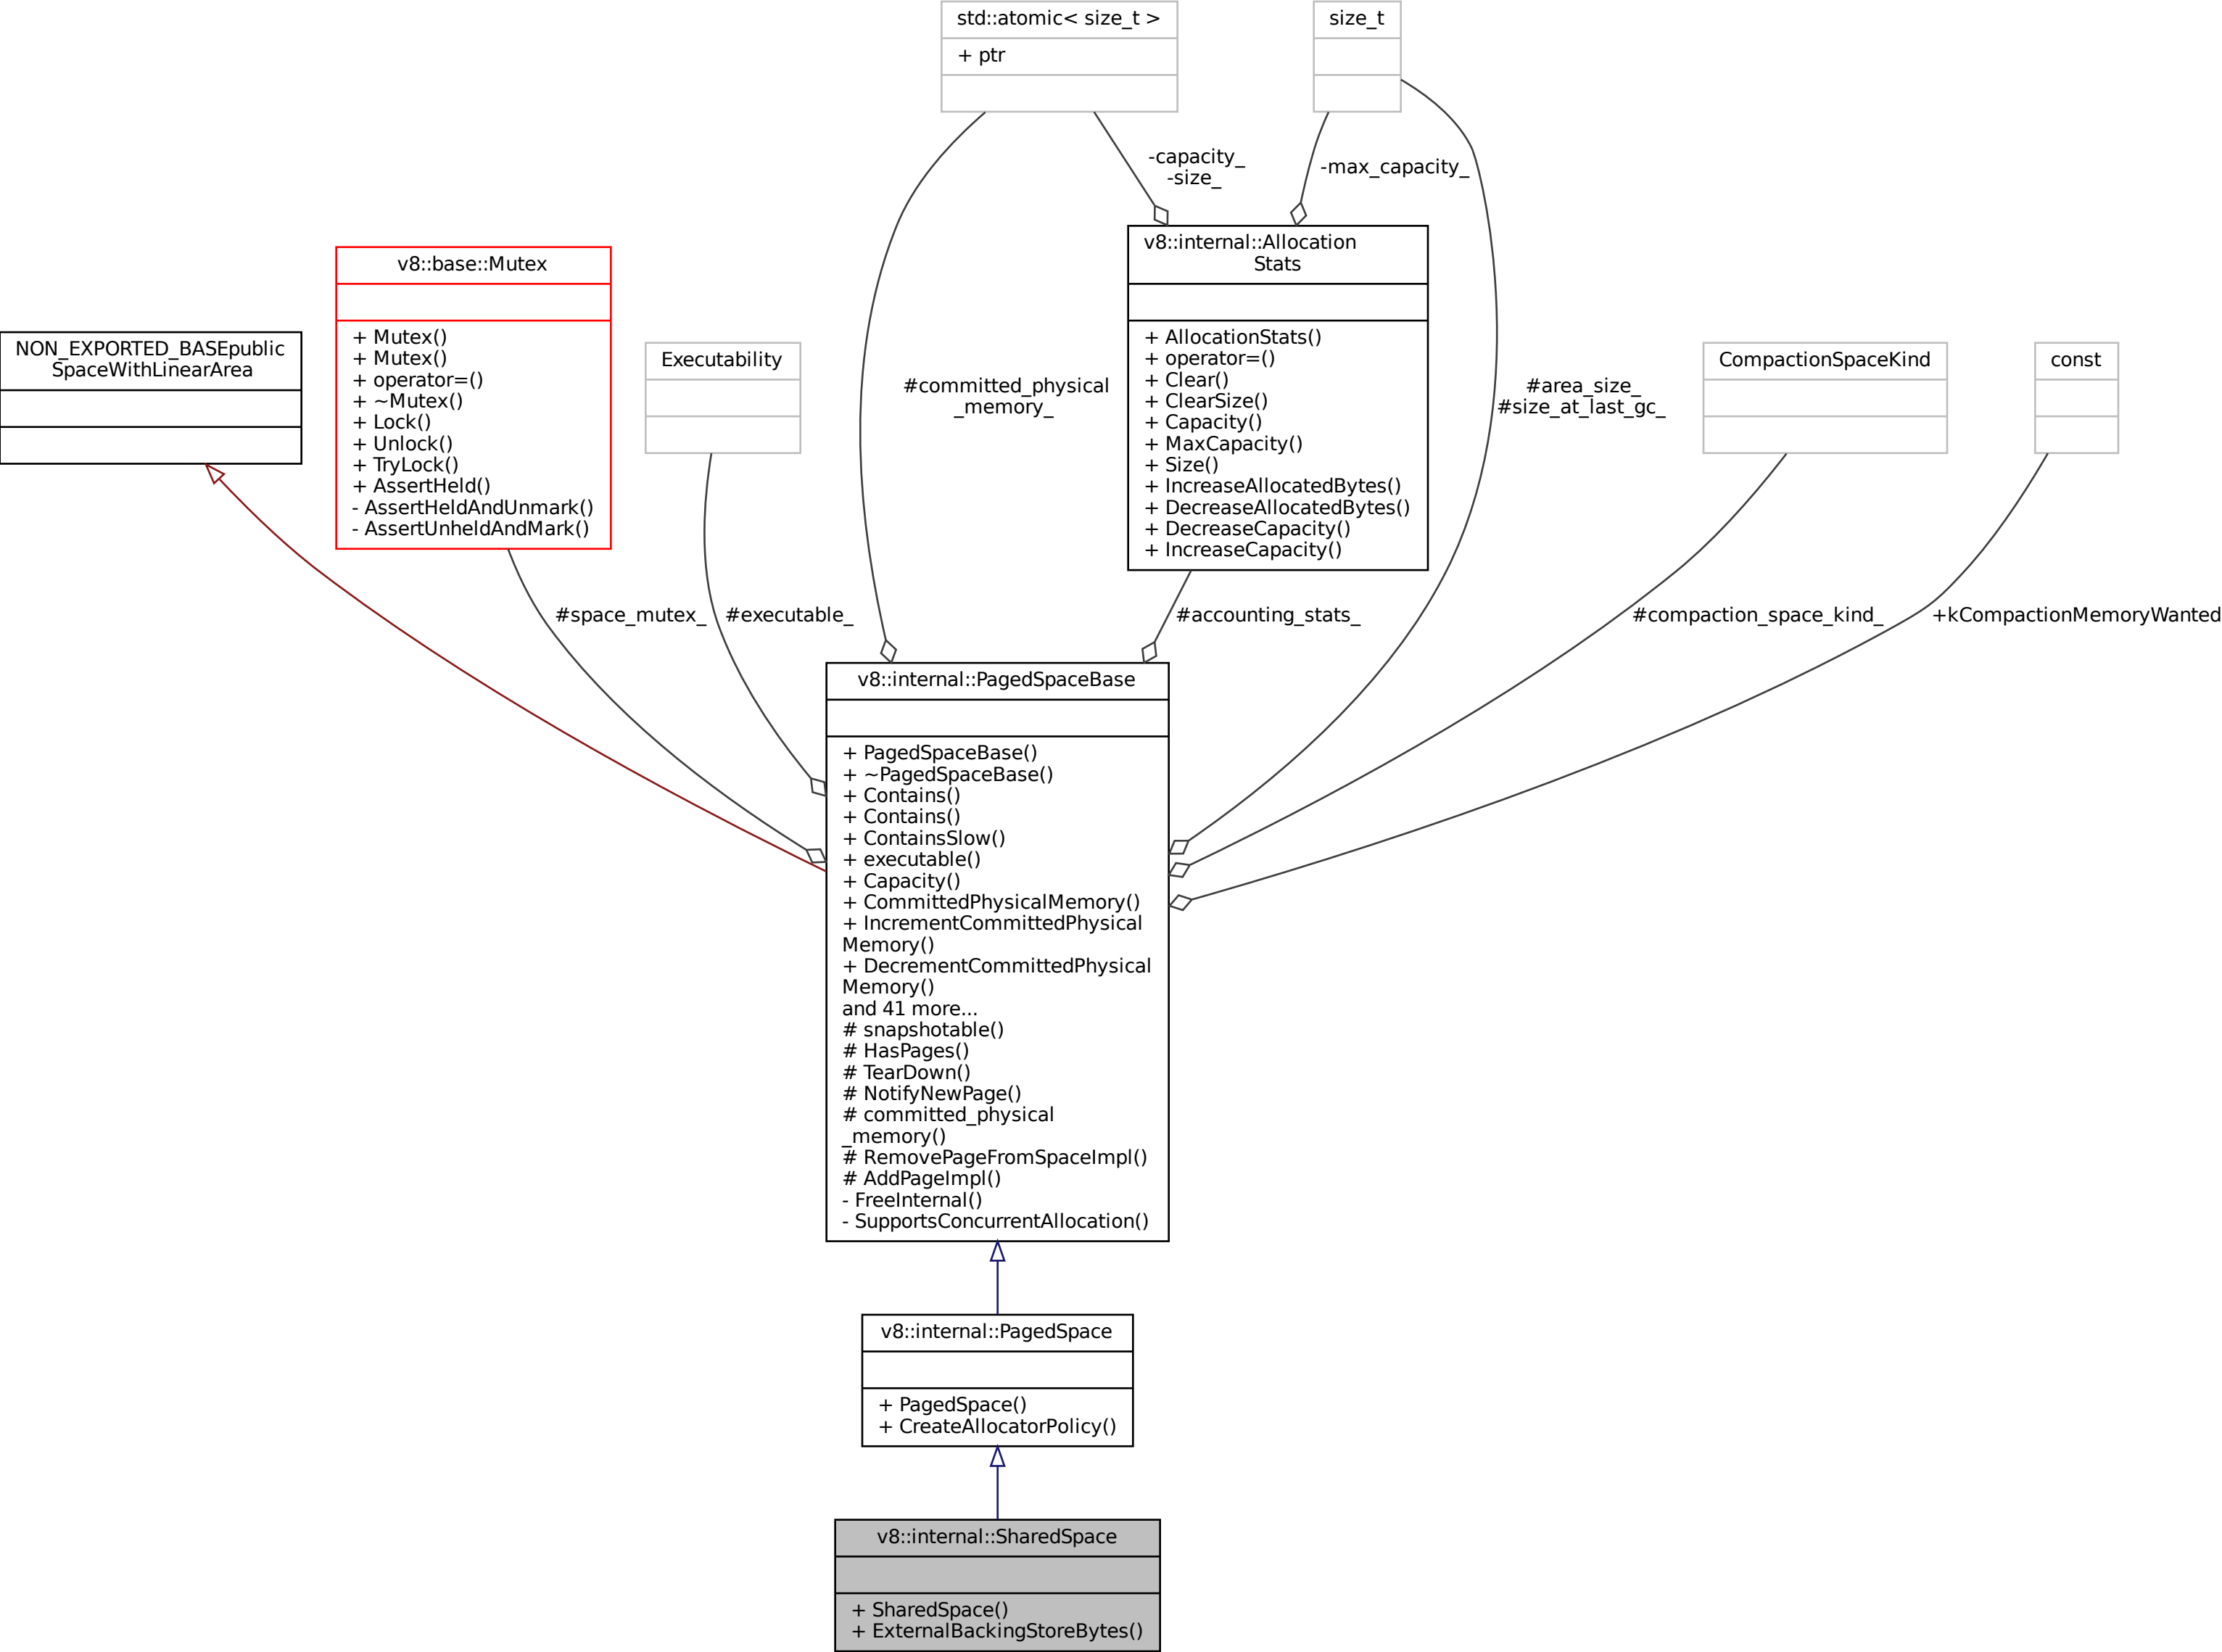 std::atomic< size_t >
+ ptr
size_t
-capacity_
-size_
-max_capacity_
v8::internal::Allocation
Stats
+ AllocationStats()
+ operator=()
+ Clear()
+ ClearSize()
+ Capacity()
+ MaxCapacity()
+ Size()
+ IncreaseAllocatedBytes()
+ DecreaseAllocatedBytes()
+ DecreaseCapacity()
+ IncreaseCapacity()
v8::base::Mutex
+ Mutex()
+ Mutex()
+ operator=()
+ ~Mutex()
+ Lock()
+ Unlock()
+ TryLock()
+ AssertHeld()
- AssertHeldAndUnmark()
- AssertUnheldAndMark()
NON_EXPORTED_BASEpublic
SpaceWithLinearArea
Executability
#committed_physical
_memory_
#area_size_
#size_at_last_gc_
CompactionSpaceKind
const
#space_mutex_
#executable_
#accounting_stats_
#compaction_space_kind_
+kCompactionMemoryWanted
v8::internal::PagedSpaceBase
+ PagedSpaceBase()
+ ~PagedSpaceBase()
+ Contains()
+ Contains()
+ ContainsSlow()
+ executable()
+ Capacity()
+ CommittedPhysicalMemory()
+ IncrementCommittedPhysical
Memory()
+ DecrementCommittedPhysical
Memory()
and 41 more...
# snapshotable()
# HasPages()
# TearDown()
# NotifyNewPage()
# committed_physical
_memory()
# RemovePageFromSpaceImpl()
# AddPageImpl()
- FreeInternal()
- SupportsConcurrentAllocation()
v8::internal::PagedSpace
+ PagedSpace()
+ CreateAllocatorPolicy()
v8::internal::SharedSpace
+ SharedSpace()
+ ExternalBackingStoreBytes()